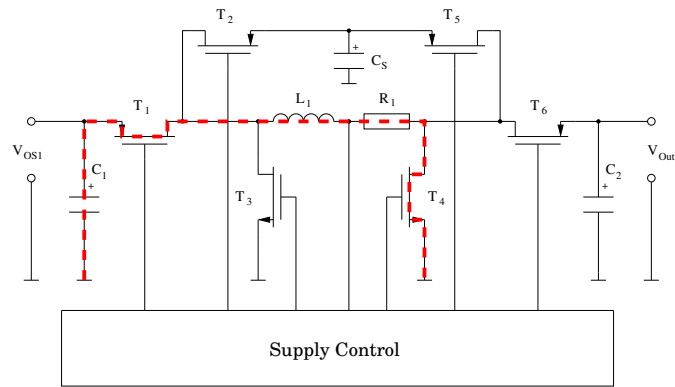 T2
T5
+
CS
T1
L1
R1
T6
VOS1
C1
+
T3
T4
C2
+
VOut
Supply Control